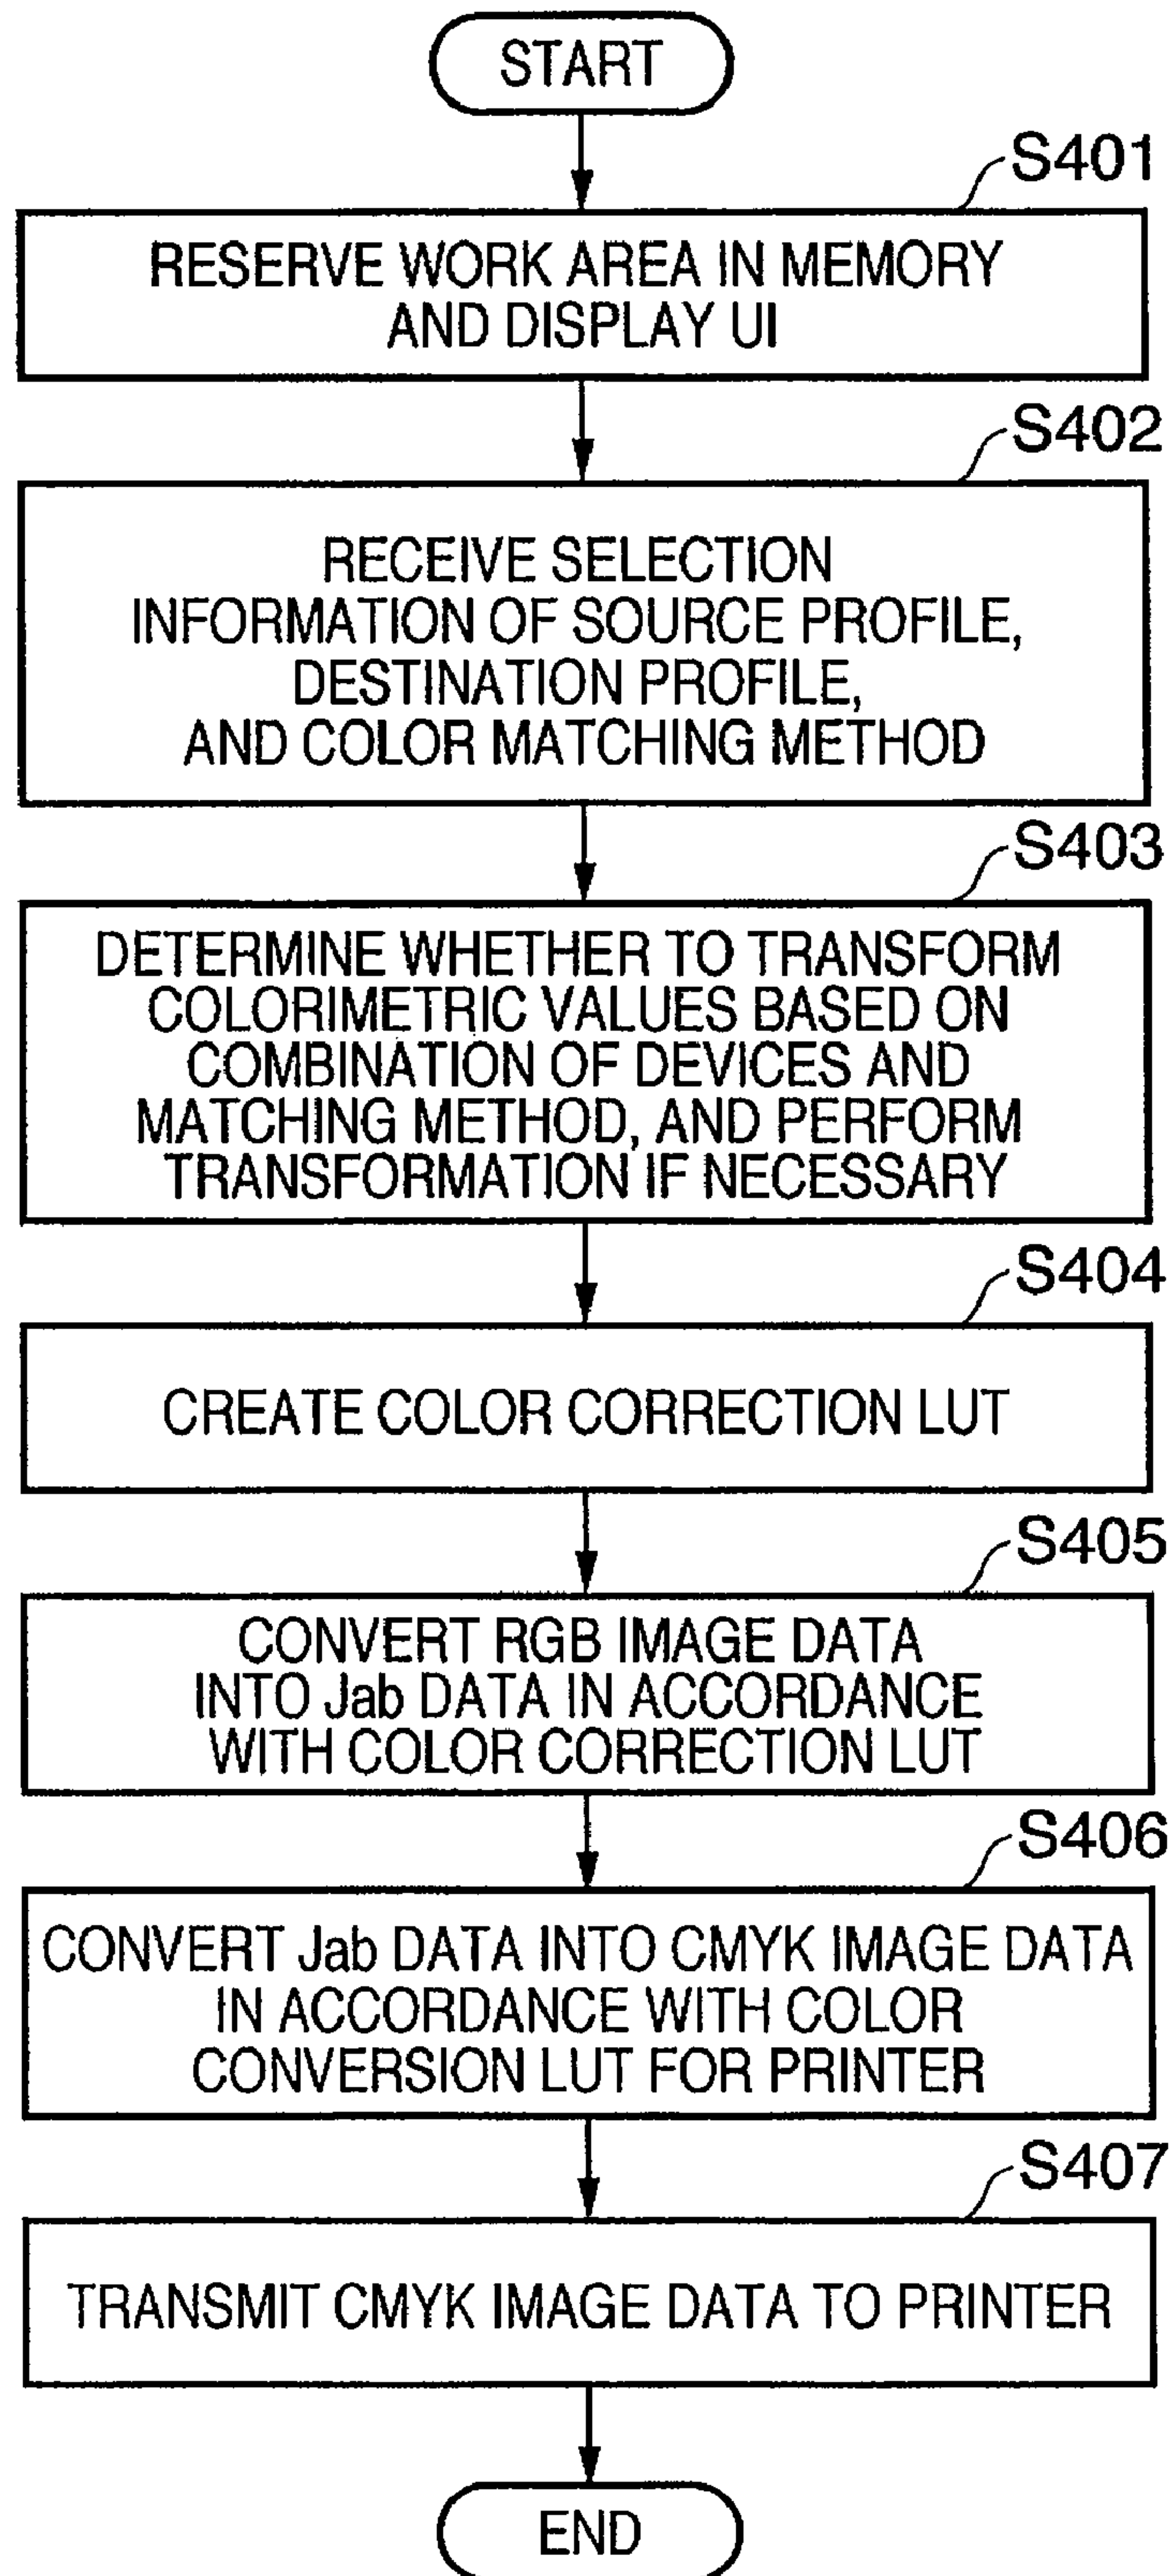 START
S401
RESERVE WORK AREA IN MEMORY
AND DISPLAY UI
S402
RECEIVE SELECTION
INFORMATION OF SOURCE PROFILE,
DESTINATION PROFILE,
AND COLOR MATCHING METHOD
S403
DETERMINE WHETHER TO TRANSFORM
COLORIMETRIC VALUES BASED ON
COMBINATION OF DEVICES AND
MATCHING METHOD, AND PERFORM
TRANSFORMATION IF NECESSARY
S404
CREATE COLOR CORRECTION LUT
S405
CONVERT RGB IMAGE DATA
INTO Jab DATA IN ACCORDANCE
WITH COLOR CORRECTION LUT
S406
CONVERT Jab DATA INTO CMYK IMAGE DATA
IN ACCORDANCE WITH COLOR
CONVERSION LUT FOR PRINTER
S407
TRANSMIT CMYK IMAGE DATA TO PRINTER
END